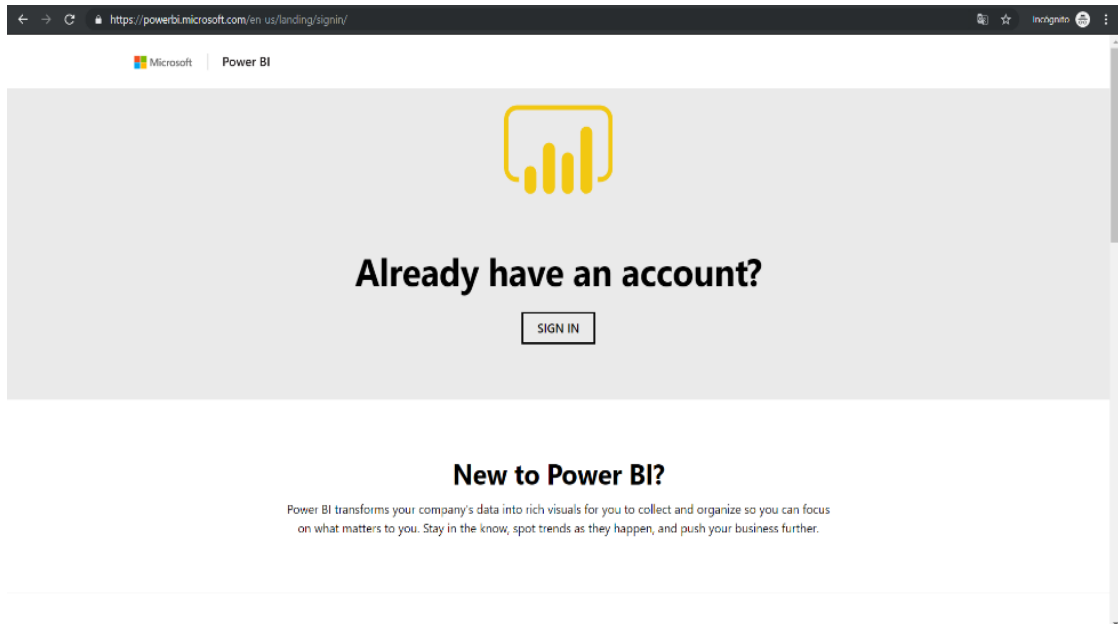 https://powerbi.microsoft.com/en us/landing/signin/
Incógnito
Microsoft
Power BI
Already have an account?
SIGN IN
New to Power BI?
Power BI transforms your company's data into rich visuals for you to collect and organize so you can focus
on what matters to you. Stay in the know, spot trends as they happen, and push your business further.